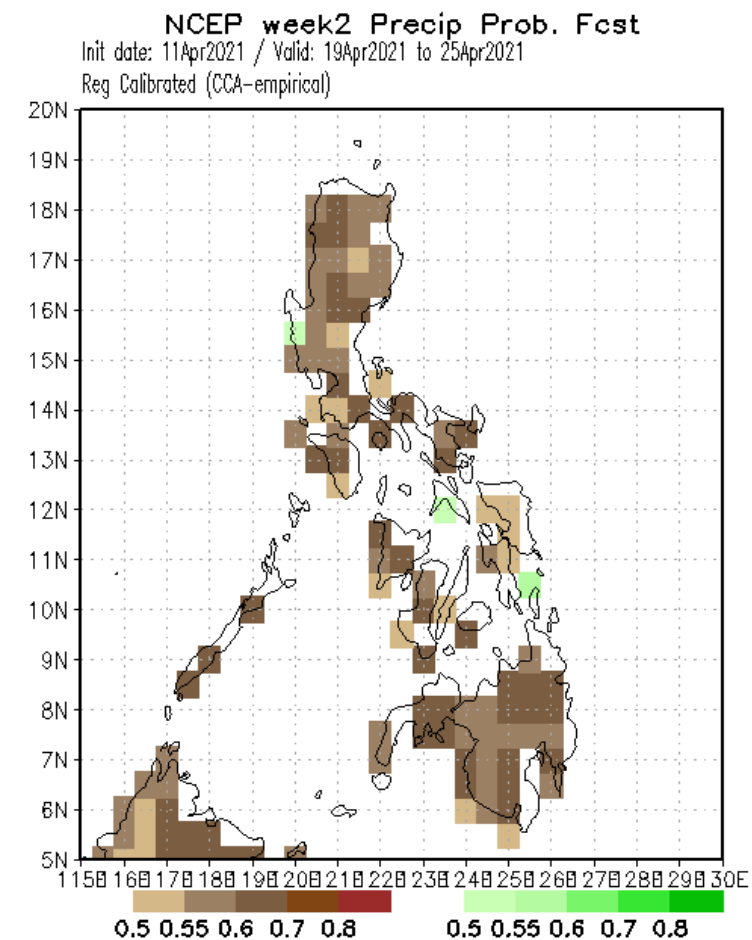 NCEP week2 Precip Prob. Fcst
Init date: 11Apr2021 / Valid: 19Apr2021 to 25Apr2021
Reg Calibrated (CCA-empirical)
20N
19N
18N
17N
16N
15N
14N
13N
12N
11N
10N
9N
8N
7N
6N
5N
115E 116E 117E 118E 119E 120E 121E 122E 123E 124E 125E 126E 127E 128E 129E 130E
0.5 0.55 0.6 0.7 0.8 0.5 0.55 0.6 0.7 0.8